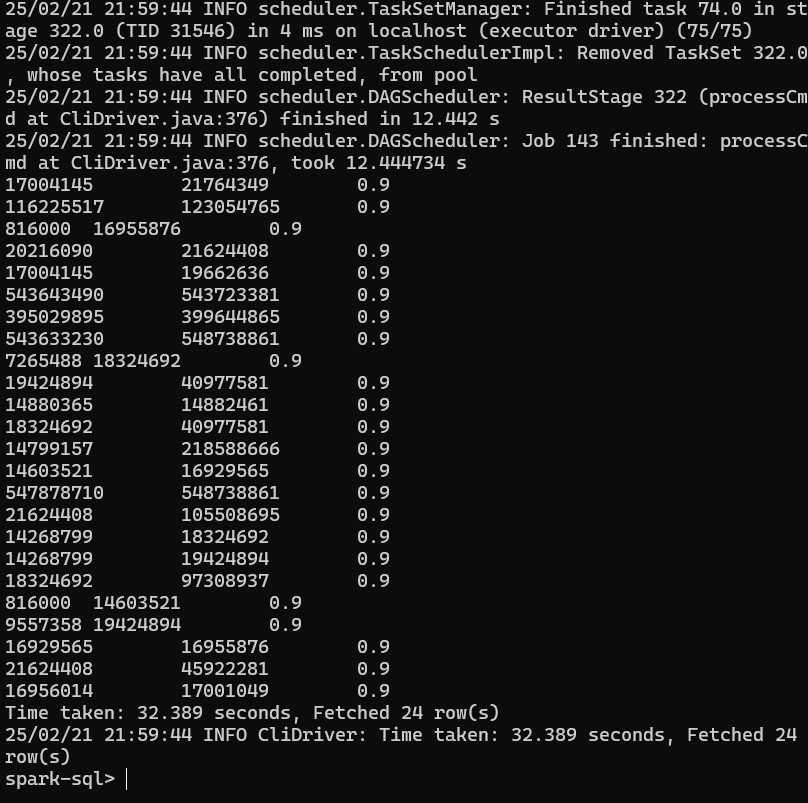 25/02/21 21:59:44 INFO scheduler.TaskSetManager: Finished task 74.0 in st
age 322.0 (TID 31546) in 4 ms on localhost (executor driver) (75/75)
25/02/21 21:59:44 INFO scheduler.TaskSchedulerImpl: Removed TaskSet 322.0
, whose tasks have all completed, from pool
25/02/21 21:59:44 INFO scheduler.DAGScheduler: ResultStage 322 (processCm
d at CliDriver.java:376) finished in 12.442 s
25/02/21 21:59:44 INFO scheduler.DAGScheduler: Job 143 finished: processC
md at CliDriver.java:376, took 12.444734 s
17004145        21764349        0.9
116225517       123054765       0.9
816000  16955876        0.9
20216090        21624408        0.9
17004145        19662636        0.9
543643490       543723381       0.9
395029895       399644865       0.9
543633230       548738861       0.9
7265488 18324692        0.9
19424894        40977581        0.9
14880365        14882461        0.9
18324692        40977581        0.9
14799157        218588666       0.9
14603521        16929565        0.9
547878710       548738861       0.9
21624408        105508695       0.9
14268799        18324692        0.9
14268799        19424894        0.9
18324692        97308937        0.9
816000  14603521        0.9
9557358 19424894        0.9
16929565        16955876        0.9
21624408        45922281        0.9
16956014        17001049        0.9
Time taken: 32.389 seconds, Fetched 24 row(s)
25/02/21 21:59:44 INFO CliDriver: Time taken: 32.389 seconds, Fetched 24
row(s)
spark-sql>